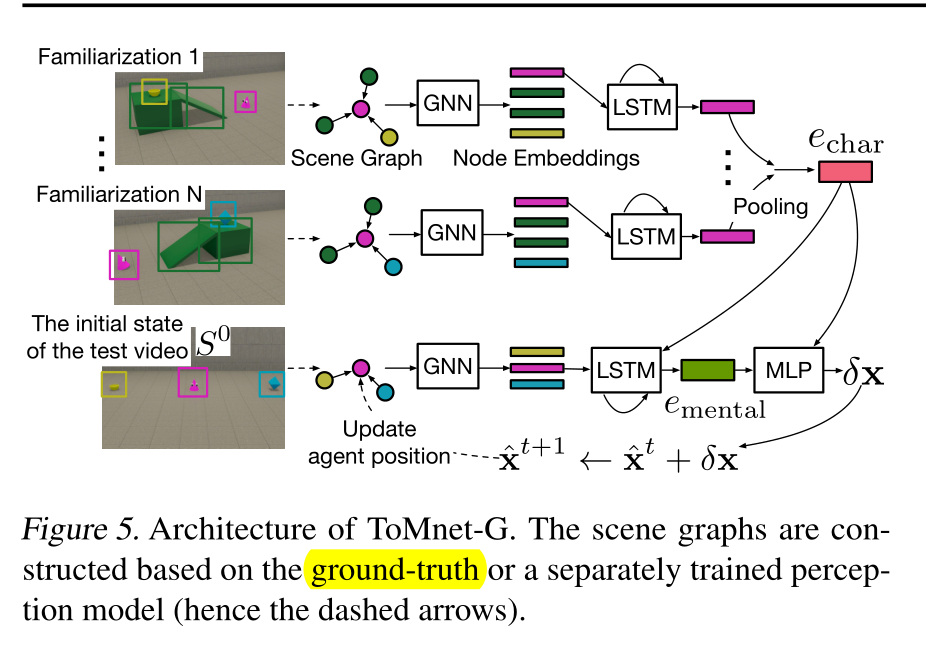 Familiarization 1
GNN
LSTM
Scene Graph
Node Embeddings
e_char
Familiarization N
GNN
LSTM
Pooling
The initial state
of the test video S^0
GNN
LSTM
MLP
δx
e_mental
Update
agent position
x̂^{t+1} ← x̂^t + δx
Figure 5. Architecture of ToMnet-G. The scene graphs are con-
structed based on the ground-truth or a separately trained percep-
tion model (hence the dashed arrows).